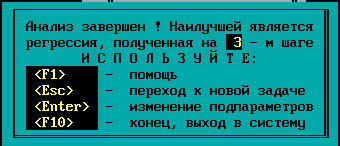 Анализ завершен ! Наилучшей является
регрессия, полученная на 3 - м шаге
И С П О Л Ь З У Й Т Е:
<F1> - помощь
<Esc> - переход к новой задаче
<Enter> - изменение подпараметров
<F10> - конец, выход в систему